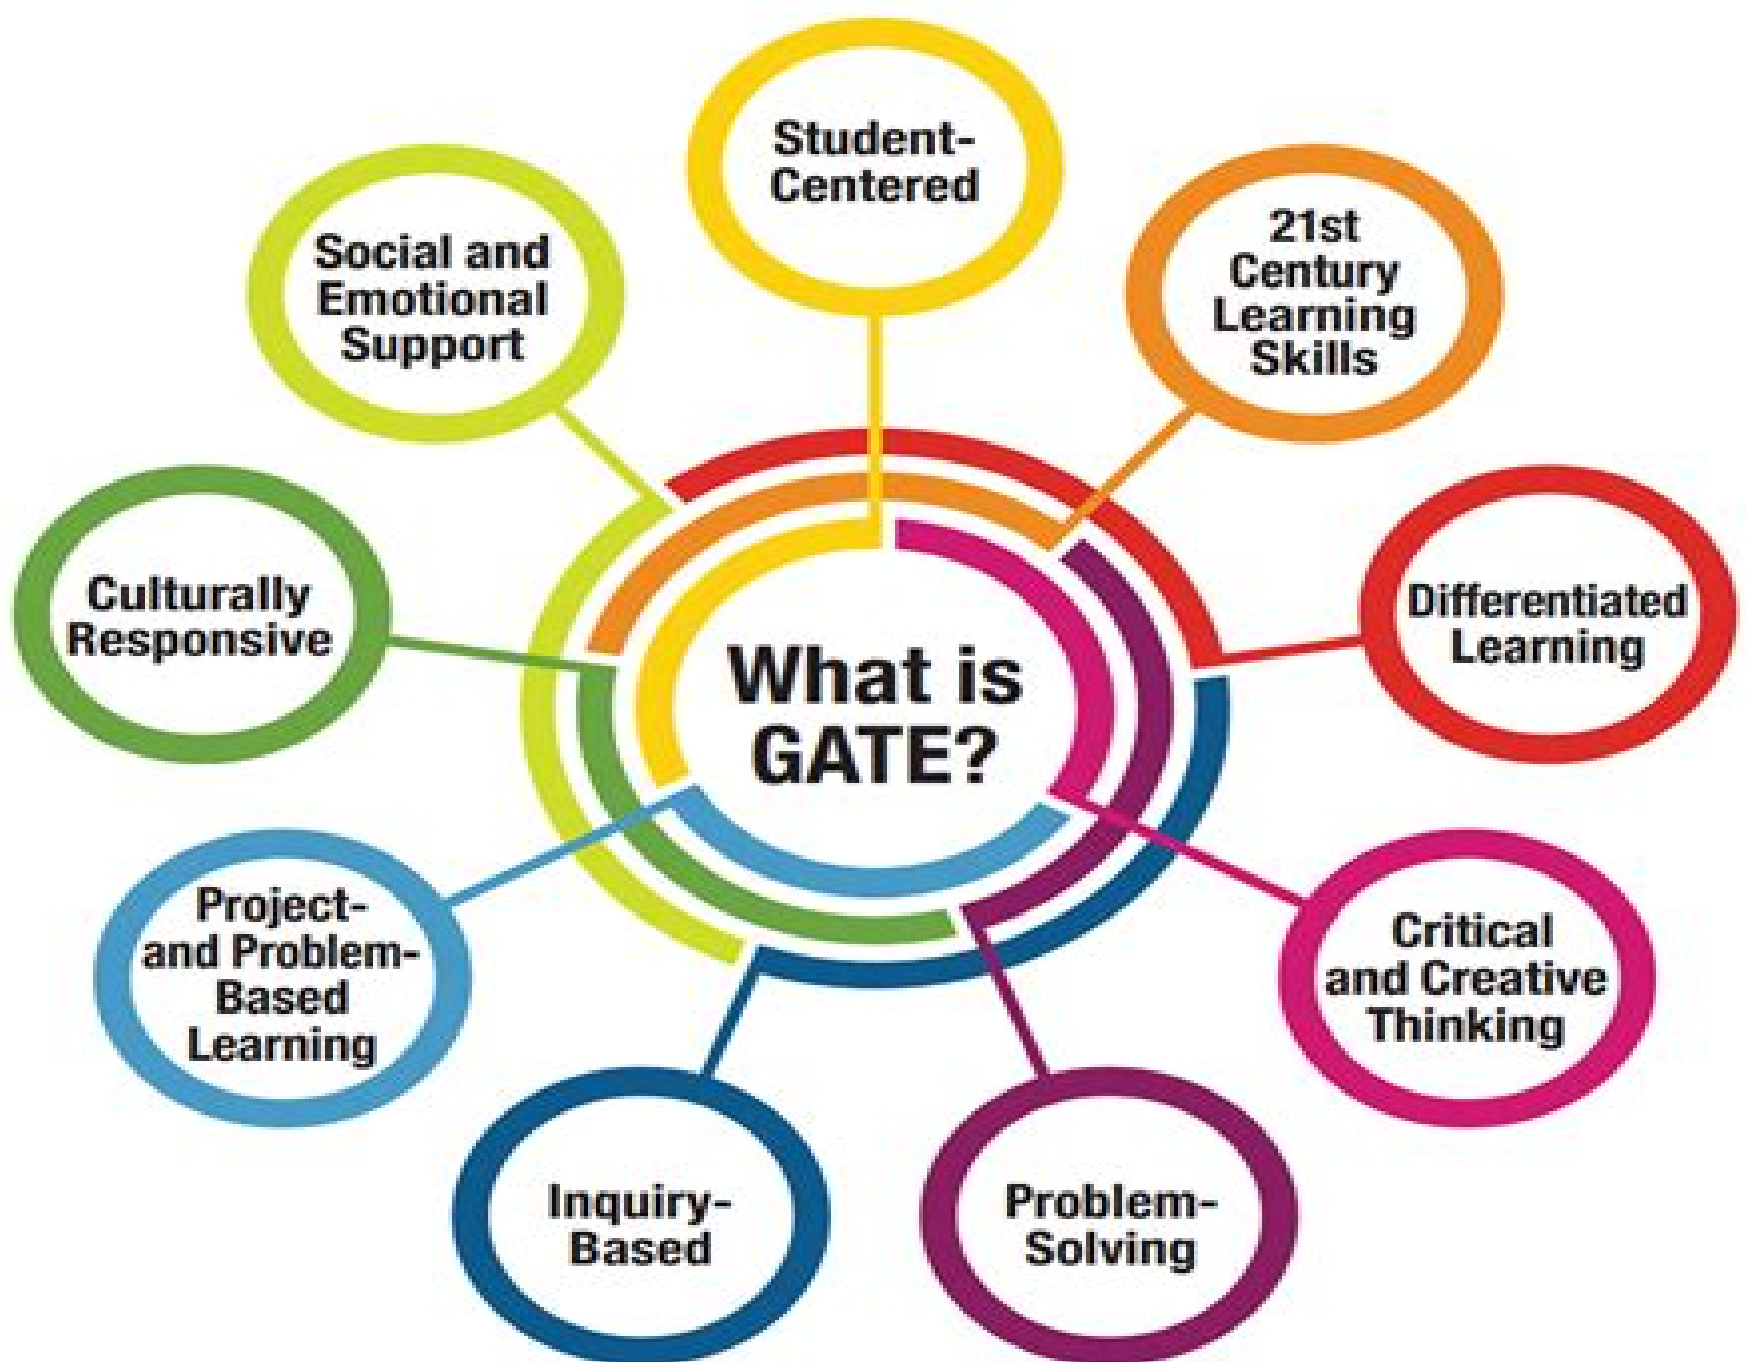 Student-
Centered
21st
Century
Learning
Skills
Differentiated
Learning
Critical
and Creative
Thinking
Problem-
Solving
Inquiry-
Based
Project-
and Problem-
Based
Learning
Culturally
Responsive
Social and
Emotional
Support
What is
GATE?